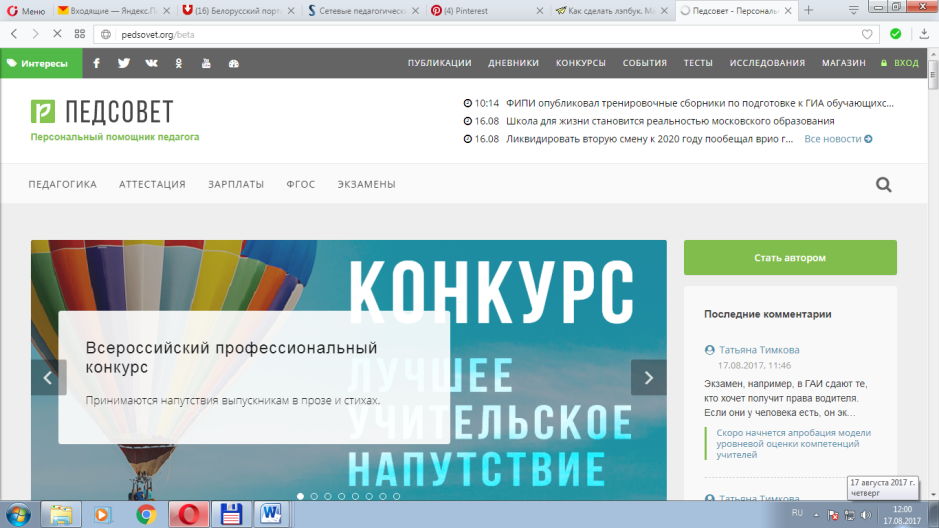 Меню
Входящие — Яндекс.П
(16) Белорусский порт
Сетевые педагогическ
(4) Pinterest
Как сделать лэпбук. Ма
Педсовет - Персональн
pedsovet.org/beta
Интересы
ПУБЛИКАЦИИ ДНЕВНИКИ КОНКУРСЫ СОБЫТИЯ ТЕСТЫ ИССЛЕДОВАНИЯ МАГАЗИН ВХОД
ПЕДСОВЕТ
Персональный помощник педагога
10:14 ФИПИ опубликовал тренировочные сборники по подготовке к ГИА обучающихс...
16.08 Школа для жизни становится реальностью московского образования
16.08 Ликвидировать вторую смену к 2020 году пообещал врио г... Все новости
ПЕДАГОГИКА АТТЕСТАЦИЯ ЗАРПЛАТЫ ФГОС ЭКЗАМЕНЫ
КОНКУРС
ЛУЧШЕЕ
УЧИТЕЛЬСКОЕ
НАПУТСТВИЕ
Всероссийский профессиональный
конкурс
Принимаются напутствия выпускникам в прозе и стихах.
Стать автором
Последние комментарии
Татьяна Тимкова
17.08.2017, 11:46
Экзамен, например, в ГАИ сдают те,
кто хочет получит права водителя.
Если они у человека есть, он эк...
Скоро начнется апробация модели
уровневой оценки компетенций
учителей
Татьяна Тимкова
17 августа 2017 г.
четверг
RU
12:00
17.08.2017